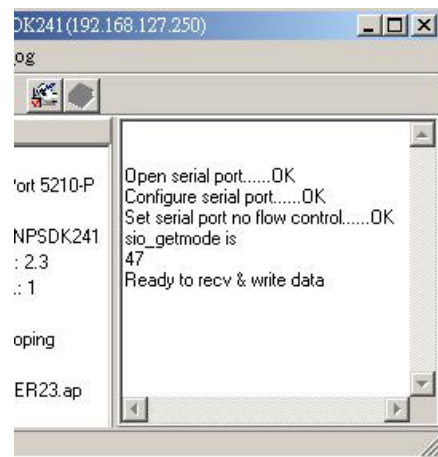 DK241(192.168.127.250)
og
Port 5210-P
NPSDK241
: 2.3
.: 1
oping
ER23.ap
Open serial port......OK
Configure serial port......OK
Set serial port no flow control......OK
sio_getmode is
47
Ready to recv & write data